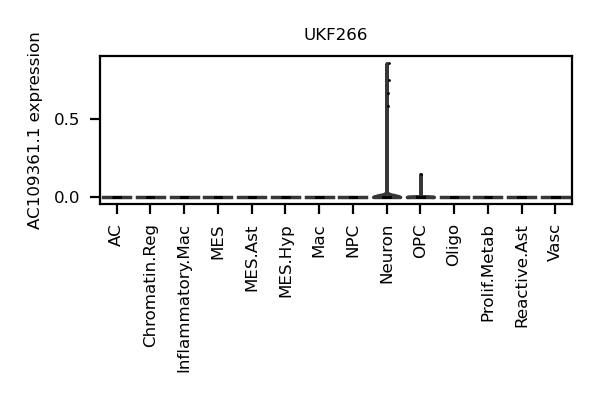 UKF266
AC109361.1 expression
0.5
0.0
AC
Chromatin.Reg
Inflammatory.Mac
MES
MES.Ast
MES.Hyp
Mac
NPC
Neuron
OPC
Oligo
Prolif.Metab
Reactive.Ast
Vasc